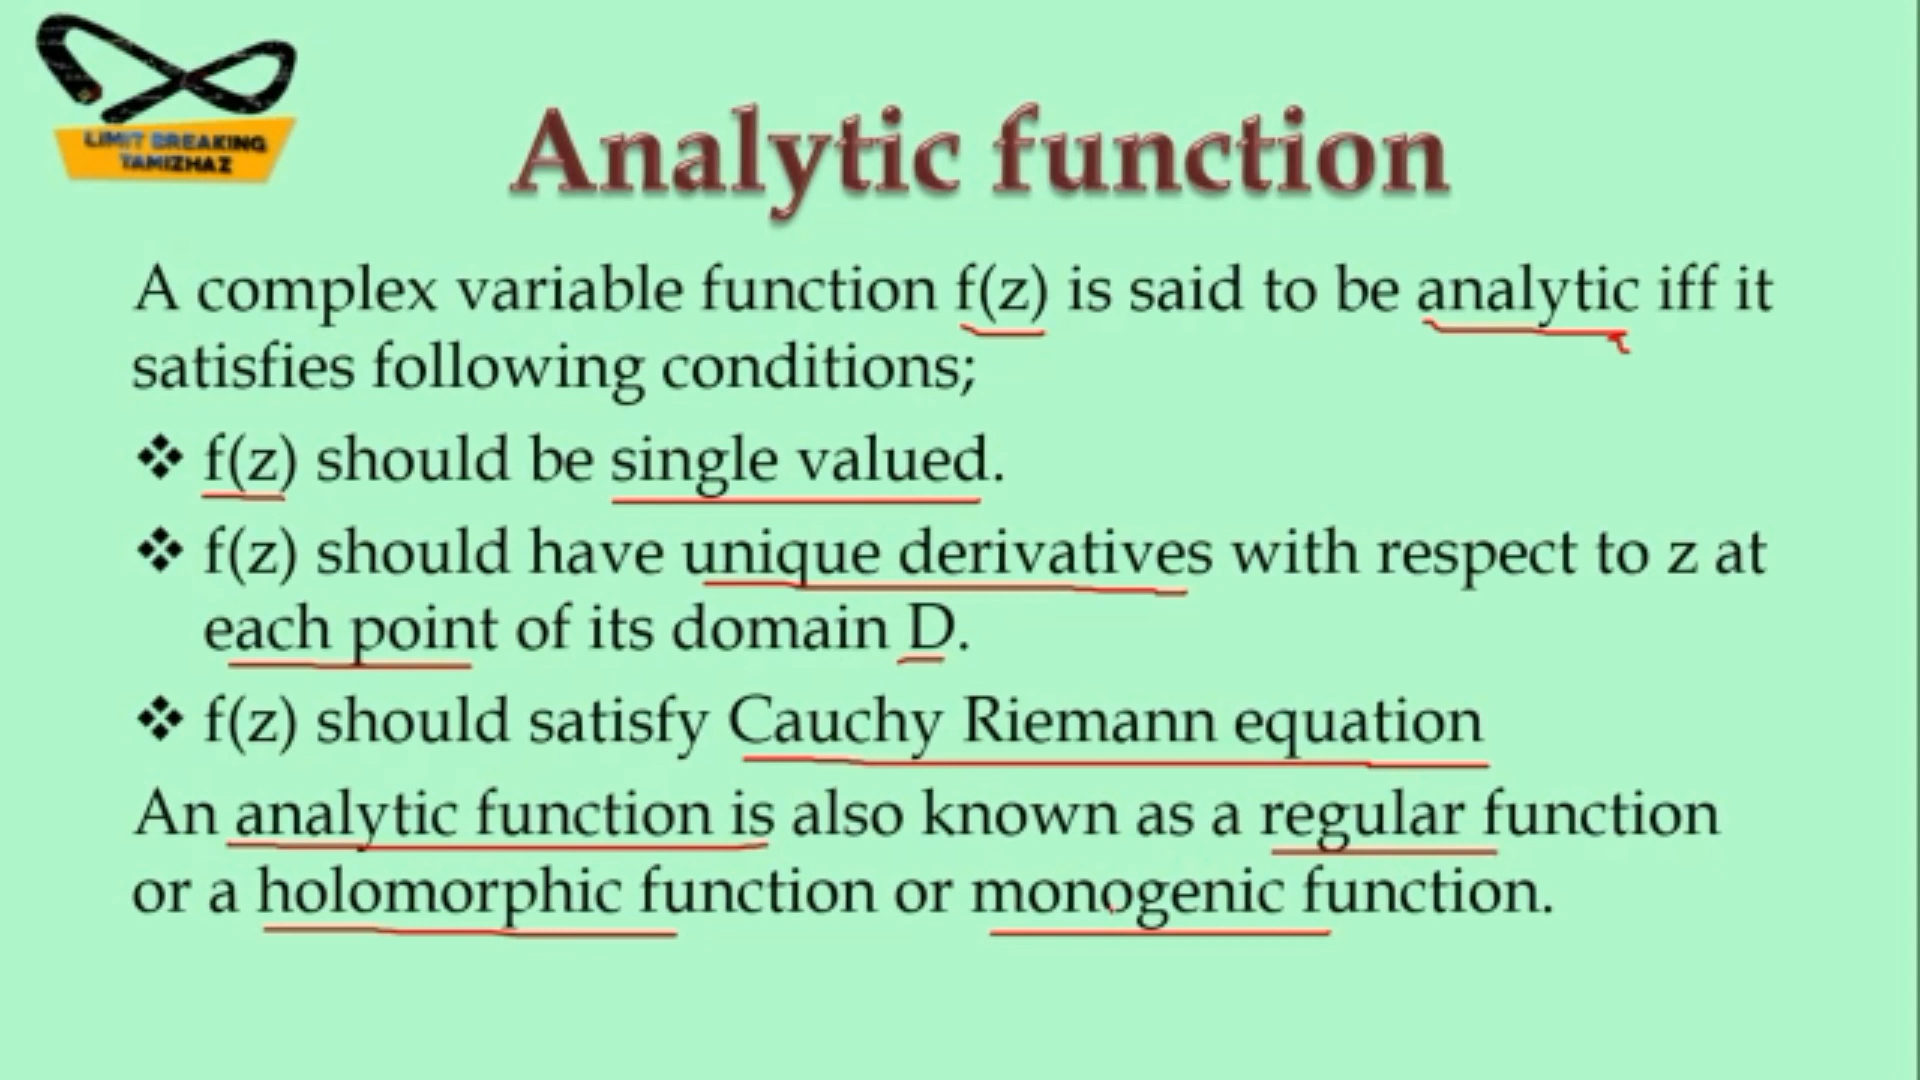 LIMIT BREAKING
TAMIZHAZ
Analytic function
A complex variable function f(z) is said to be analytic iff it
satisfies following conditions;
❖ f(z) should be single valued.
❖ f(z) should have unique derivatives with respect to z at
each point of its domain D.
❖ f(z) should satisfy Cauchy Riemann equation
An analytic function is also known as a regular function
or a holomorphic function or monogenic function.